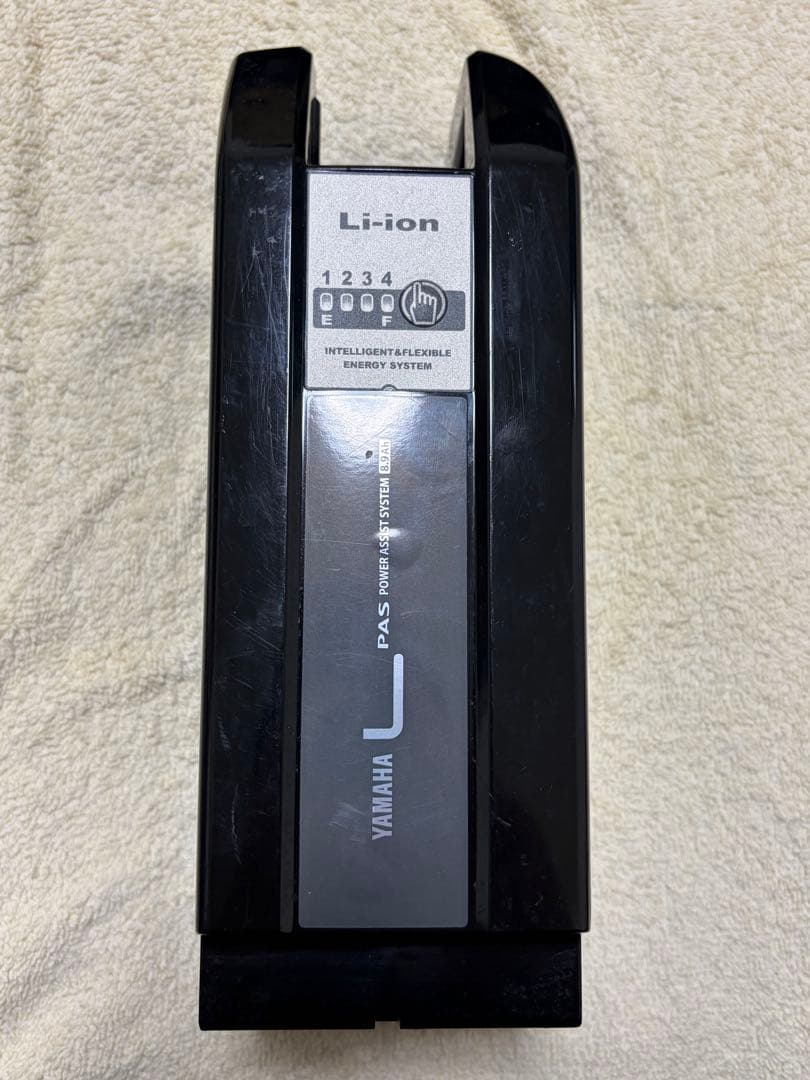 Li-ion
1 2 3 4
E F
INTELLIGENT&FLEXIBLE
ENERGY SYSTEM
YAMAHA L PAS POWER ASSIST SYSTEM 8.9Ah